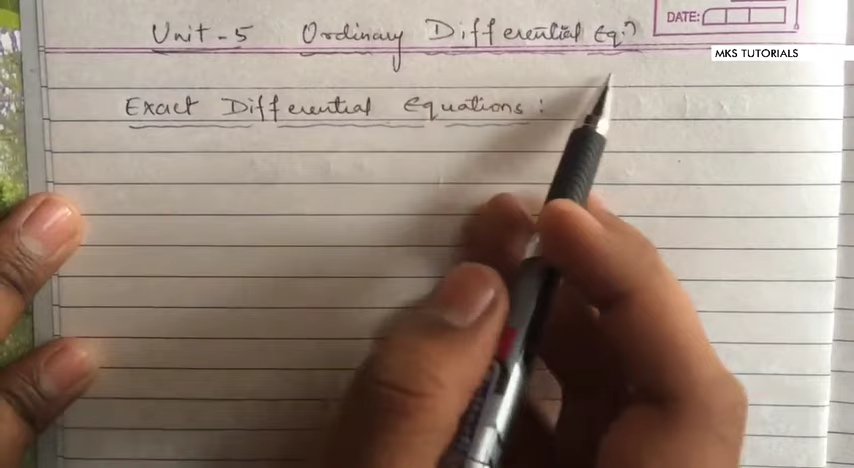 Unit-5 Ordinary Differential Eq:n
DATE:
MKS TUTORIALS
Exact Differential Equations: